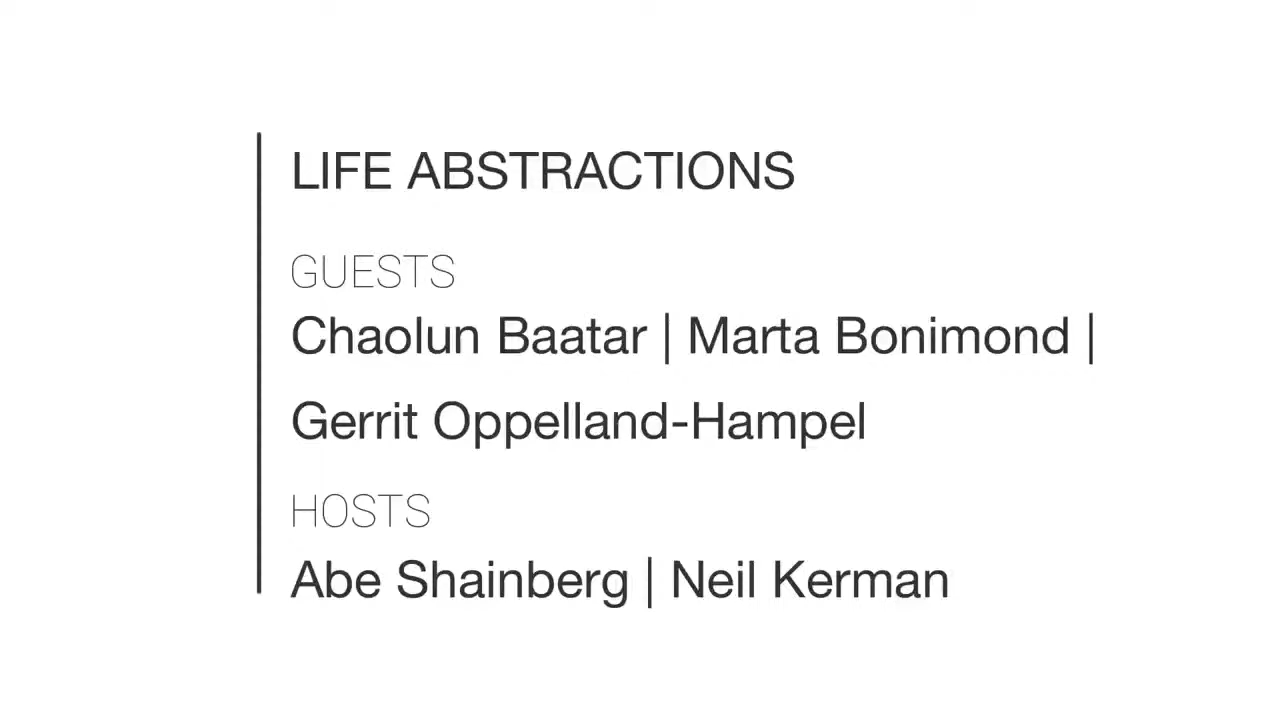 LIFE ABSTRACTIONS
GUESTS
Chaolun Baatar | Marta Bonimond |
Gerrit Oppelland-Hampel
HOSTS
Abe Shainberg | Neil Kerman